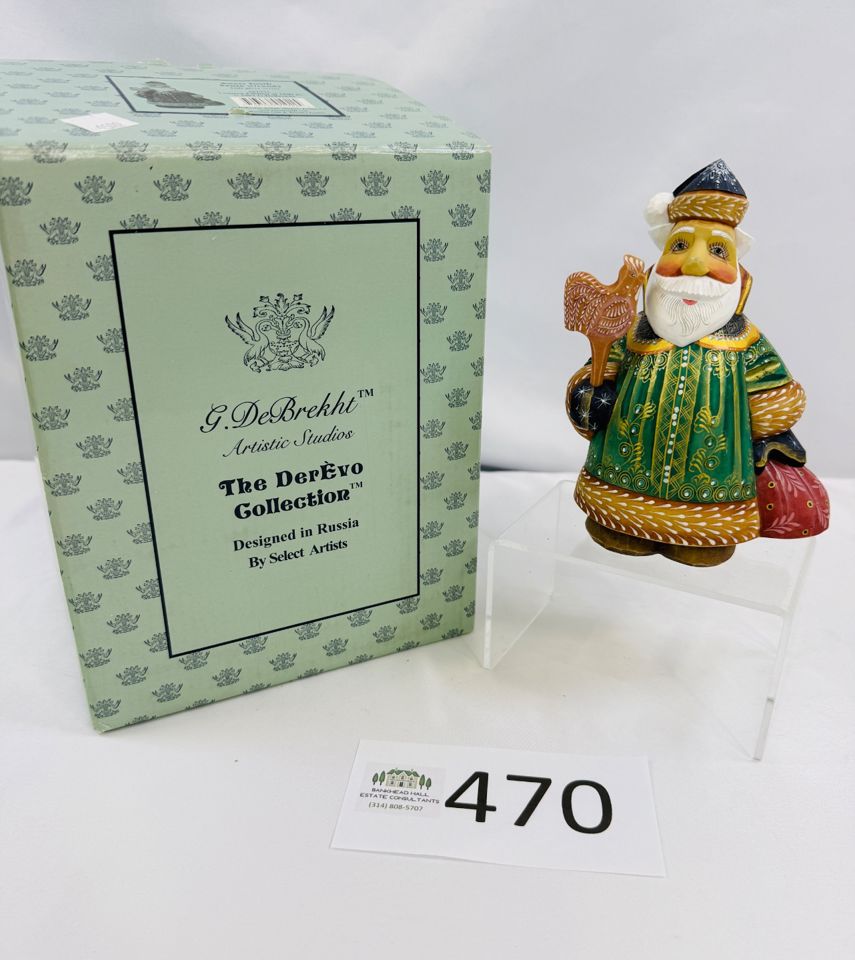 G.DeBrekht™
Artistic Studios
The DerÈvo
Collection™
Designed in Russia
By Select Artists
BANKHEAD HALL
ESTATE CONSULTANTS
(314) 808-5707
470